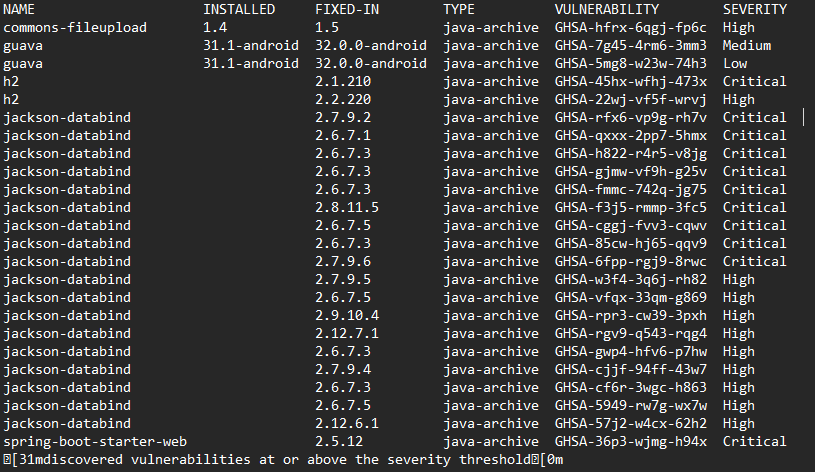 NAME INSTALLED FIXED-IN TYPE VULNERABILITY SEVERITY
commons-fileupload 1.4 1.5 java-archive GHSA-hfrx-6qgj-fp6c High
guava 31.1-android 32.0.0-android java-archive GHSA-7g45-4rm6-3mm3 Medium
guava 31.1-android 32.0.0-android java-archive GHSA-5mg8-w23w-74h3 Low
h2 2.1.210 java-archive GHSA-45hx-wfhj-473x Critical
h2 2.2.220 java-archive GHSA-22wj-vf5f-wrvj High
jackson-databind 2.7.9.2 java-archive GHSA-rfx6-vp9g-rh7v Critical
jackson-databind 2.6.7.1 java-archive GHSA-qxxx-2pp7-5hmx Critical
jackson-databind 2.6.7.3 java-archive GHSA-h822-r4r5-v8jg Critical
jackson-databind 2.6.7.3 java-archive GHSA-gjmw-vf9h-g25v Critical
jackson-databind 2.6.7.3 java-archive GHSA-fmmc-742q-jg75 Critical
jackson-databind 2.8.11.5 java-archive GHSA-f3j5-rmmp-3fc5 Critical
jackson-databind 2.6.7.5 java-archive GHSA-cggj-fvv3-cqwv Critical
jackson-databind 2.6.7.3 java-archive GHSA-85cw-hj65-qqv9 Critical
jackson-databind 2.7.9.6 java-archive GHSA-6fpp-rgj9-8rwc Critical
jackson-databind 2.7.9.5 java-archive GHSA-w3f4-3q6j-rh82 High
jackson-databind 2.6.7.5 java-archive GHSA-vfqx-33qm-g869 High
jackson-databind 2.9.10.4 java-archive GHSA-rpr3-cw39-3pxh High
jackson-databind 2.12.7.1 java-archive GHSA-rgv9-q543-rqg4 High
jackson-databind 2.6.7.3 java-archive GHSA-gwp4-hfv6-p7hw High
jackson-databind 2.7.9.4 java-archive GHSA-cjjf-94ff-43w7 High
jackson-databind 2.6.7.3 java-archive GHSA-cf6r-3wgc-h863 High
jackson-databind 2.6.7.5 java-archive GHSA-5949-rw7g-wx7w High
jackson-databind 2.12.6.1 java-archive GHSA-57j2-w4cx-62h2 High
spring-boot-starter-web 2.5.12 java-archive GHSA-36p3-wjmg-h94x Critical
[31mdiscovered vulnerabilities at or above the severity threshold[0m